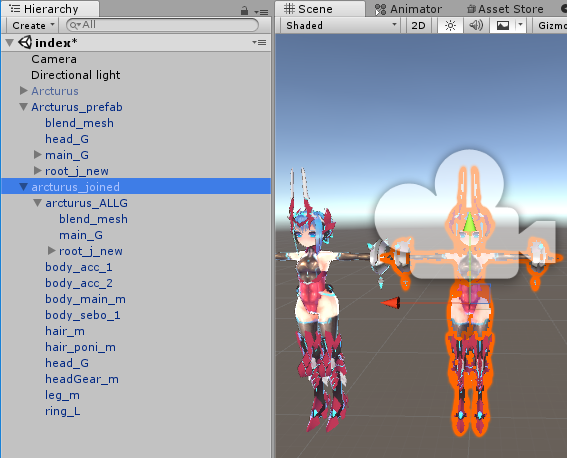 Hierarchy
Create
All
index*
Camera
Directional light
Arcturus
Arcturus_prefab
blend_mesh
head_G
main_G
root_j_new
arcturus_joined
arcturus_ALLG
blend_mesh
main_G
root_j_new
body_acc_1
body_acc_2
body_main_m
body_sebo_1
hair_m
hair_poni_m
head_G
headGear_m
leg_m
ring_L
Scene
Animator
Asset Store
Shaded
2D
Gizmo